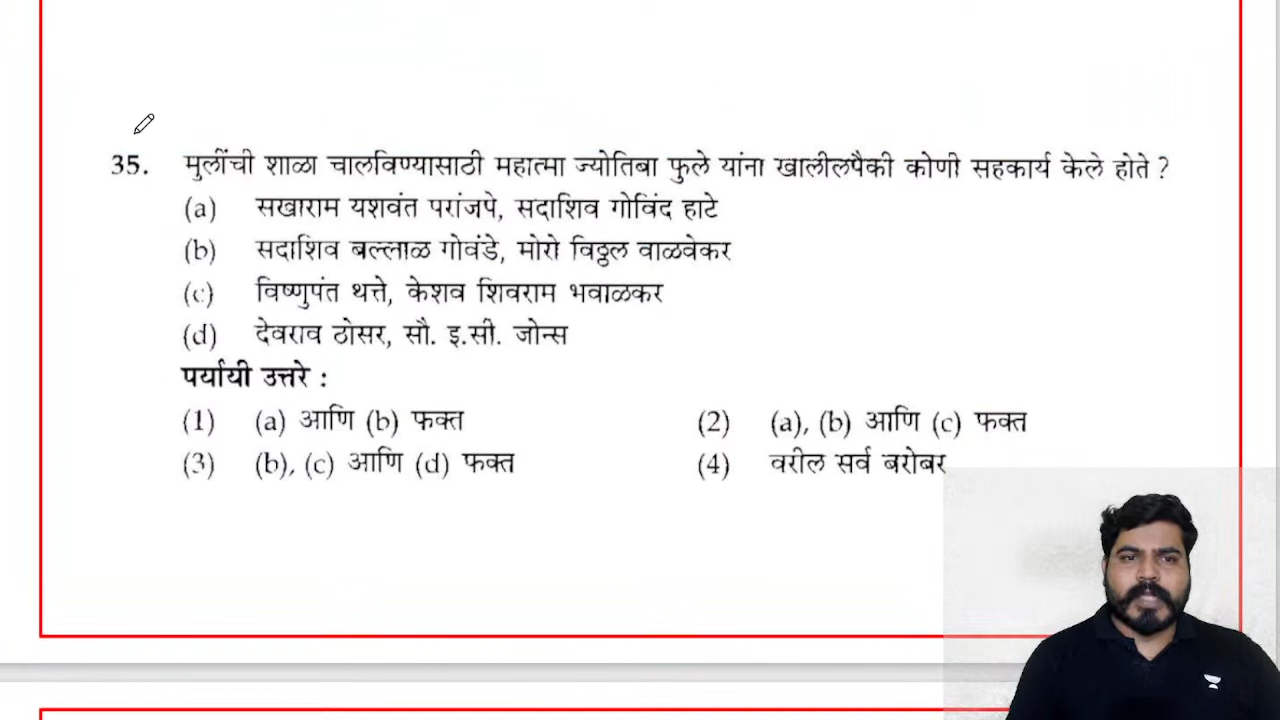 35. मुलींची शाळा चालविण्यासाठी महात्मा ज्योतिबा फुले यांना खालीलपैकी कोणी सहकार्य केले होते ?
(a) सखाराम यशवंत परांजपे, सदाशिव गोविंद हाटे
(b) सदाशिव बल्लाळ गोवंडे, मोरो विठ्ठल वाळवेकर
(c) विष्णुपंत थत्ते, केशव शिवराम भवाळकर
(d) देवराव ठोसर, सौ. इ.सी. जोन्स
पर्यायी उत्तरे :
(1) (a) आणि (b) फक्त (2) (a), (b) आणि (c) फक्त
(3) (b), (c) आणि (d) फक्त (4) वरील सर्व बरोबर